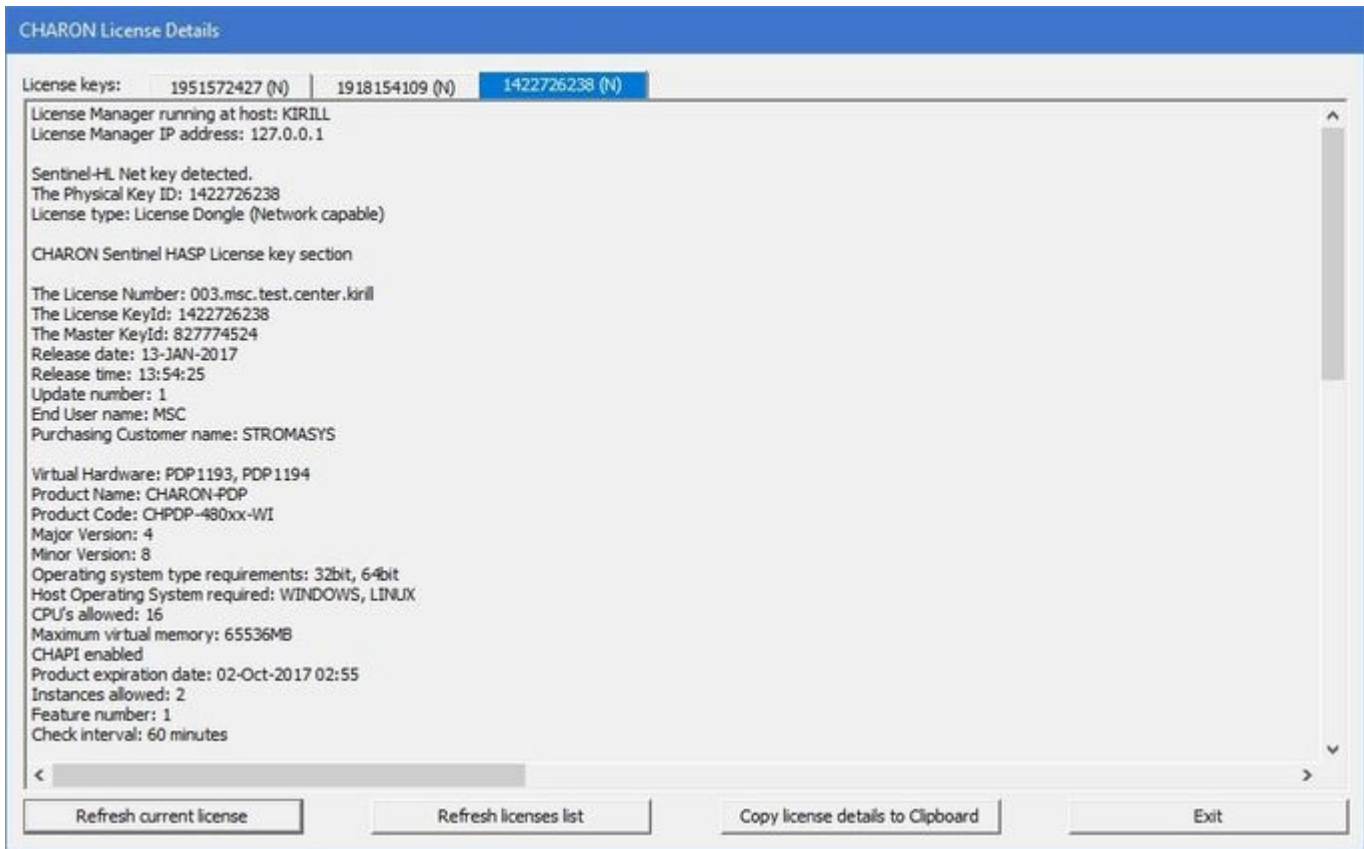 CHARON License Details
License keys: 1951572427 (N) 1918154109 (N) 1422726238 (N)
License Manager running at host: KIRILL
License Manager IP address: 127.0.0.1
Sentinel-HL Net key detected.
The Physical Key ID: 1422726238
License type: License Dongle (Network capable)
CHARON Sentinel HASP License key section
The License Number: 003.msc.test.center.kirill
The License KeyId: 1422726238
The Master KeyId: 827774524
Release date: 13-JAN-2017
Release time: 13:54:25
Update number: 1
End User name: MSC
Purchasing Customer name: STROMASYS
Virtual Hardware: PDP1193, PDP1194
Product Name: CHARON-PDP
Product Code: CHPDP-480xx-WI
Major Version: 4
Minor Version: 8
Operating system type requirements: 32bit, 64bit
Host Operating System required: WINDOWS, LINUX
CPU's allowed: 16
Maximum virtual memory: 65536MB
CHAPI enabled
Product expiration date: 02-Oct-2017 02:55
Instances allowed: 2
Feature number: 1
Check interval: 60 minutes
Refresh current license Refresh licenses list Copy license details to Clipboard Exit